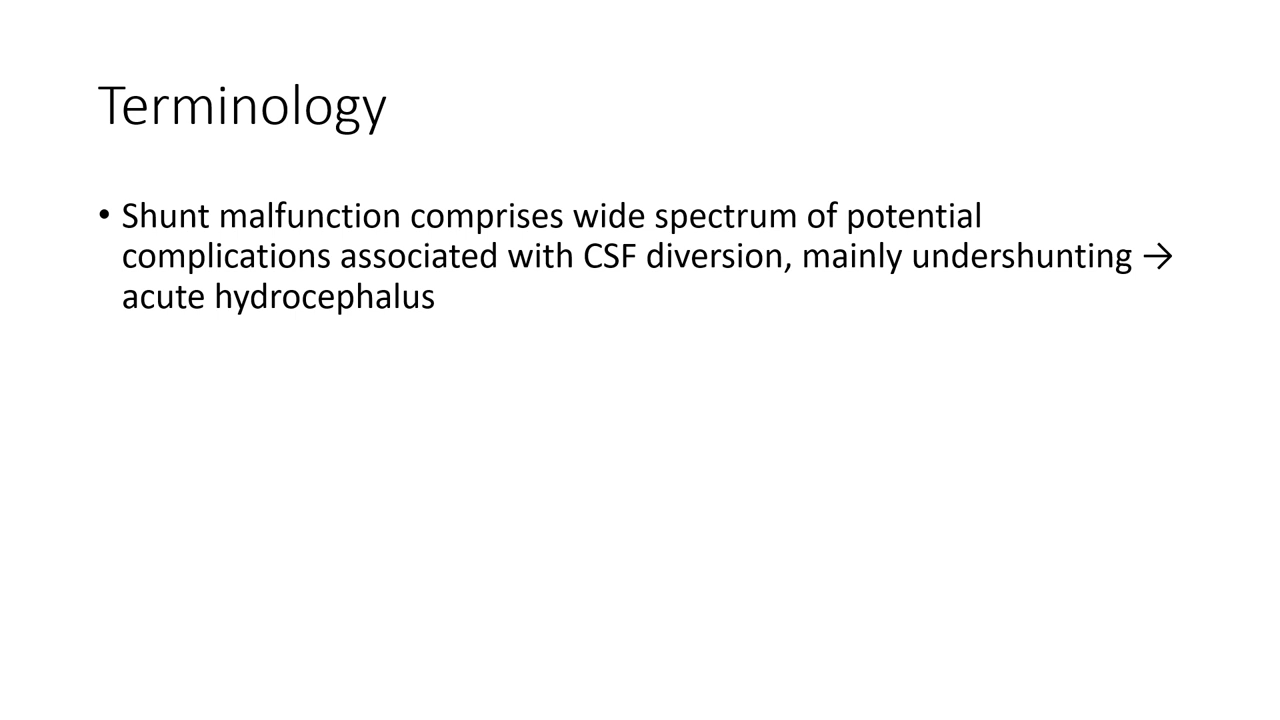 Terminology
• Shunt malfunction comprises wide spectrum of potential
complications associated with CSF diversion, mainly undershunting →
acute hydrocephalus